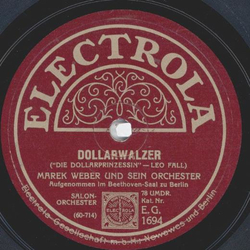 ELECTROLA
DOLLARWALZER
("DIE DOLLARPRINZESSIN" — LEO FALL)
MAREK WEBER UND SEIN ORCHESTER
Aufgenommen im Beethoven-Saal zu Berlin
SALON-
ORCHESTER
(60-714)
ELECTROLA
78 UMDR.
Kat. Nr.
E.G.
1694
Electrola-Gesellschaft m.b.H. Nowawes und Berlin